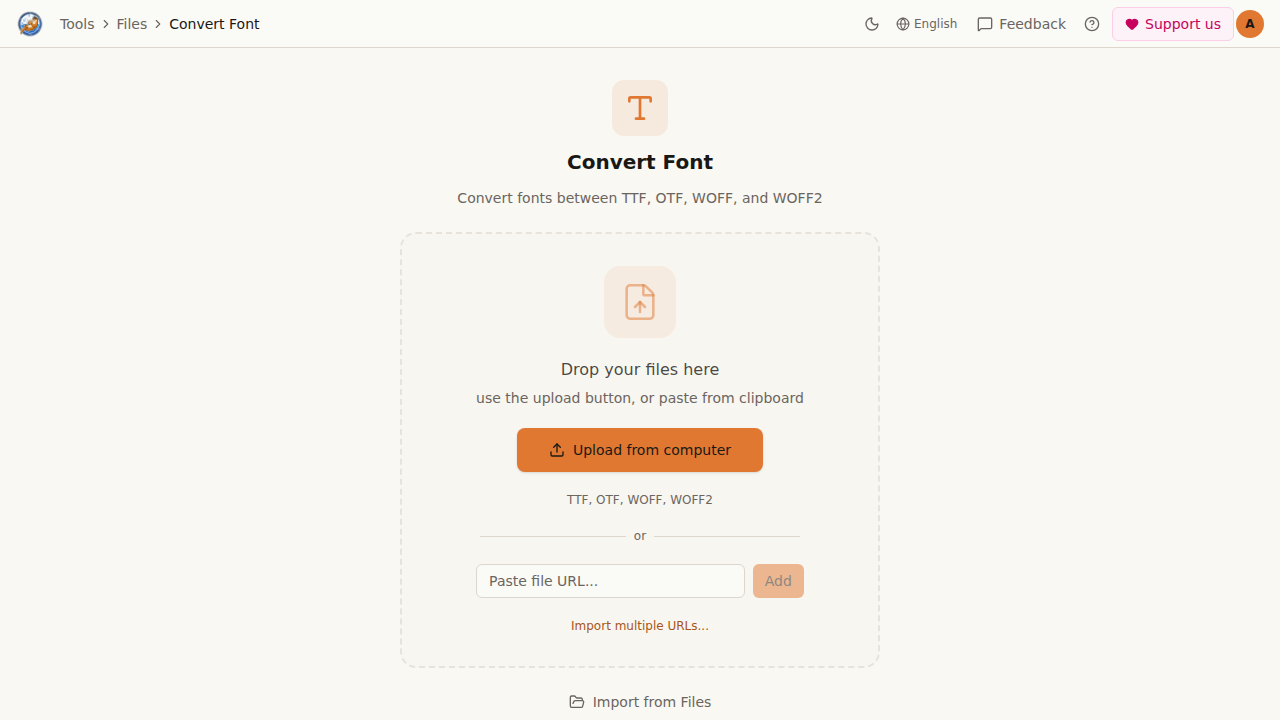 Tools > Files > Convert Font
English
Feedback
Support us
A
Convert Font
Convert fonts between TTF, OTF, WOFF, and WOFF2
Drop your files here
use the upload button, or paste from clipboard
Upload from computer
TTF, OTF, WOFF, WOFF2
or
Paste file URL...
Add
Import multiple URLs...
Import from Files